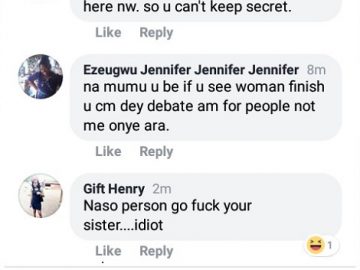 here nw. so u can't keep secret.
Like Reply
Ezeugwu Jennifer Jennifer Jennifer 8m
na mumu u be if u see woman finish
u cm dey debate am for people not
me onye ara.
Like Reply
Gift Henry 2m
Naso person go fuck your
sister....idiot
1
Like Reply